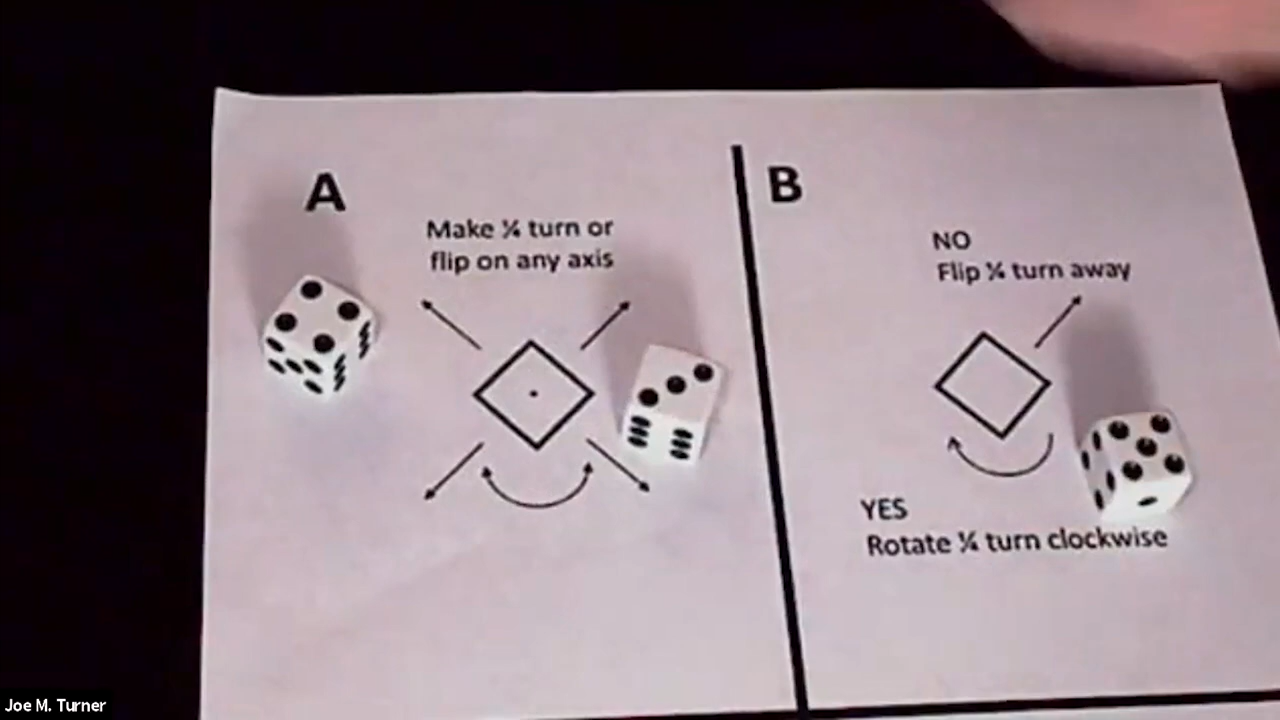 A
Make ¼ turn or
flip on any axis
B
NO
Flip ¼ turn away
YES
Rotate ¼ turn clockwise
Joe M. Turner